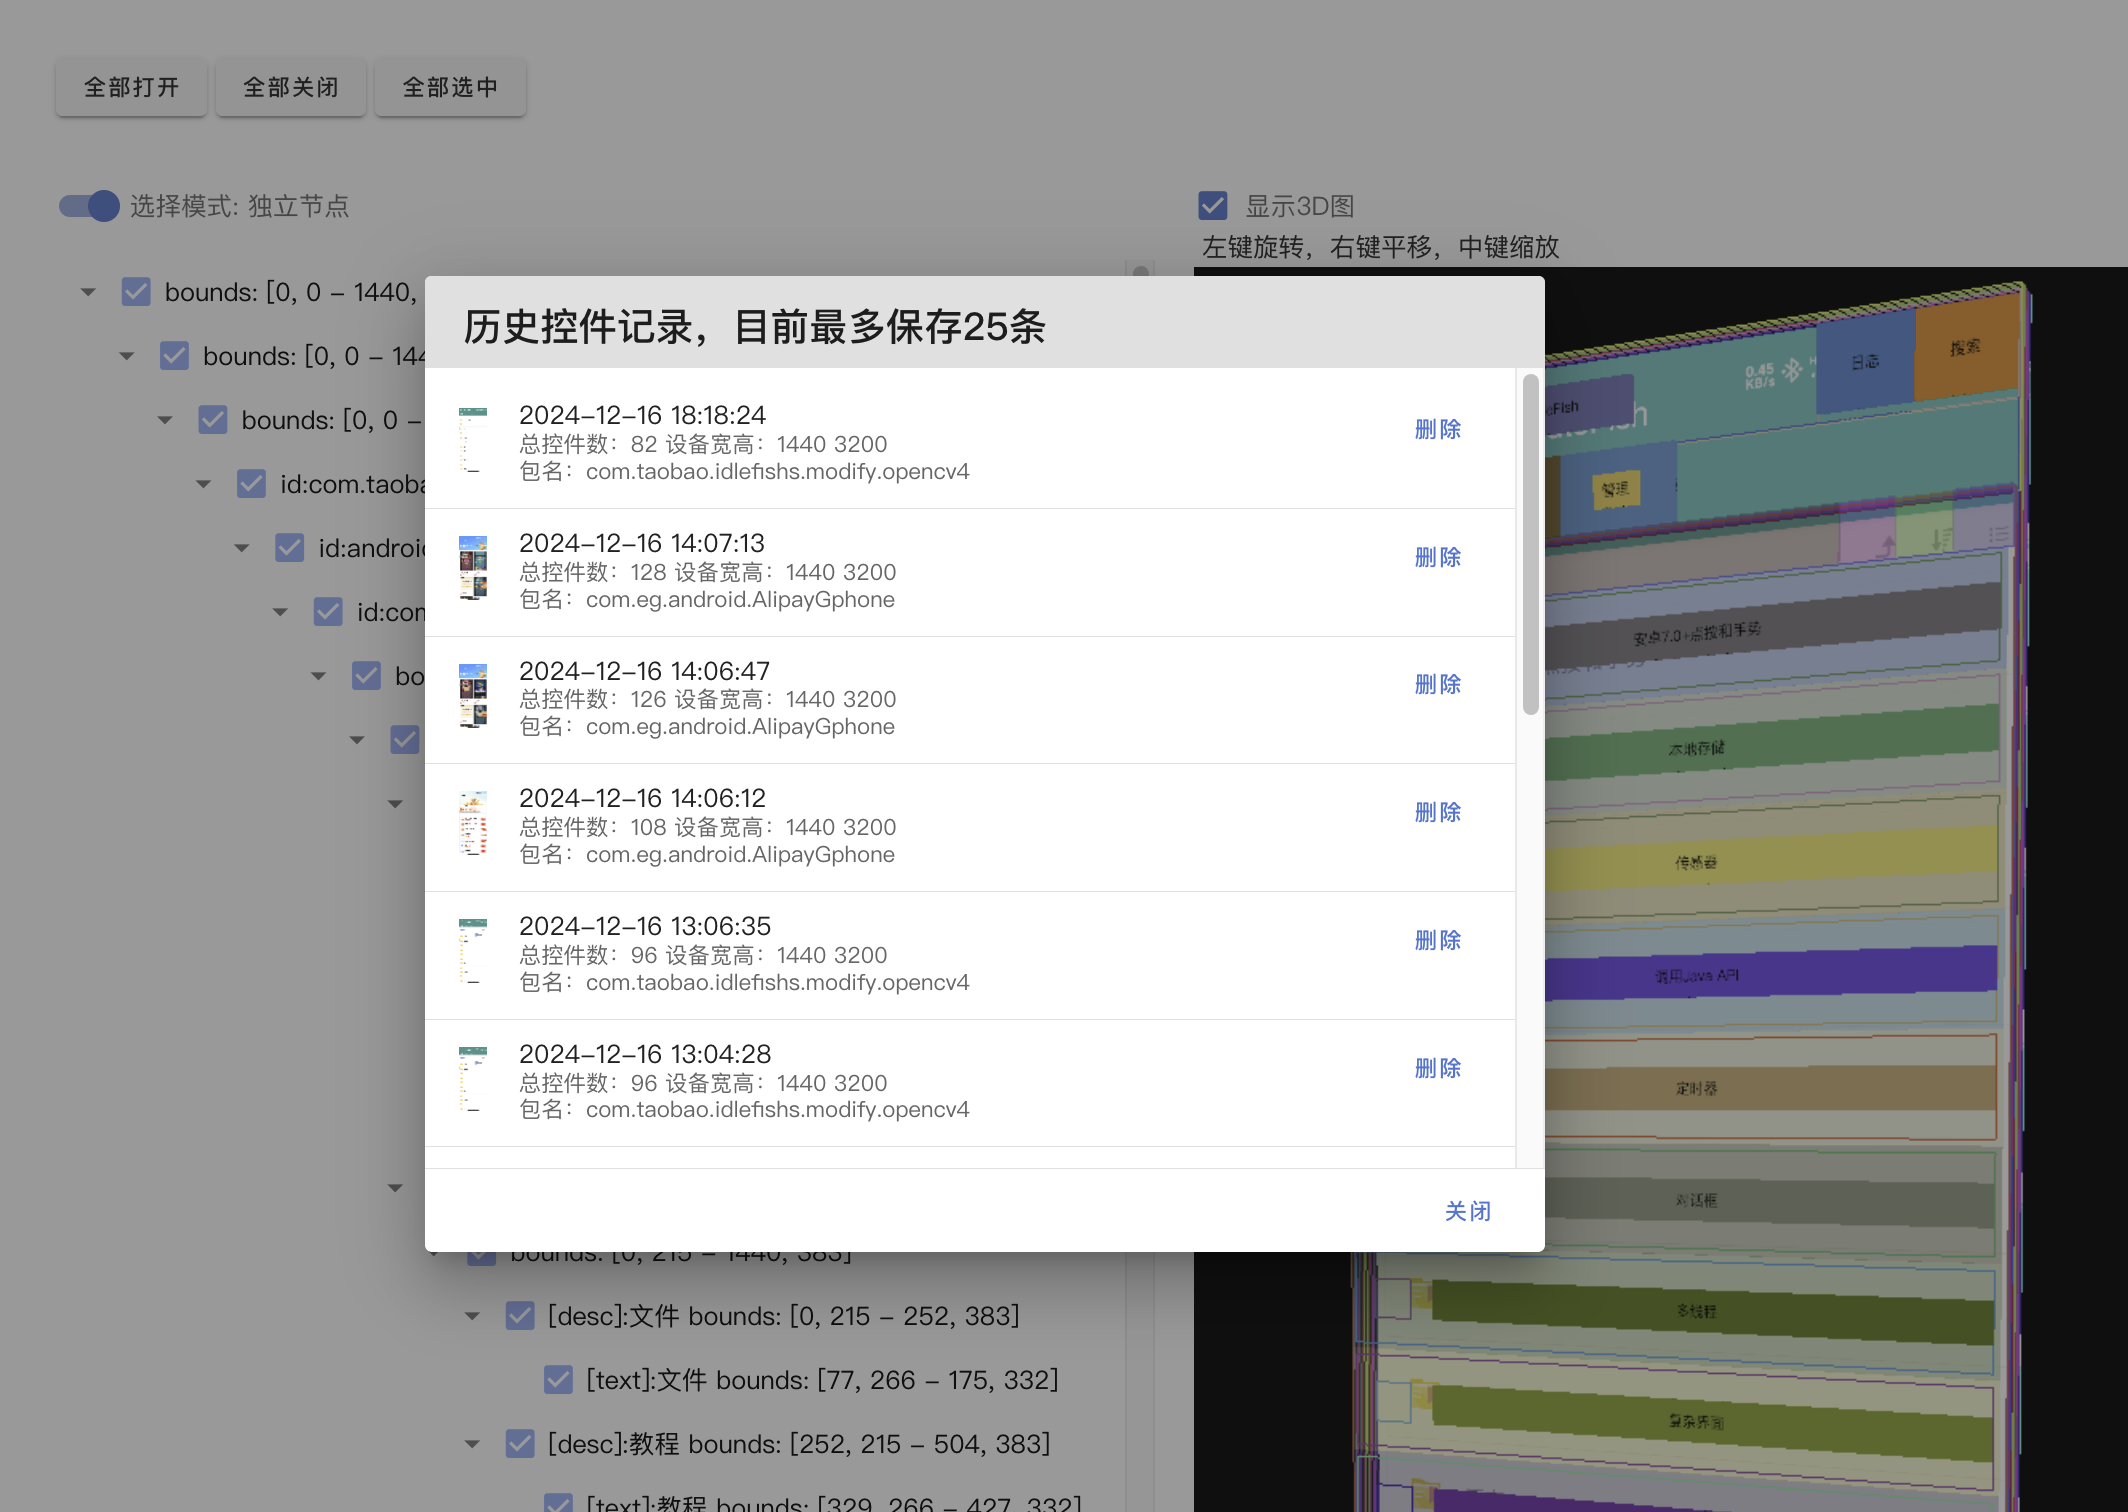 全部打开 全部关闭 全部选中
选择模式: 独立节点
显示3D图
左键旋转，右键平移，中键缩放
bounds: [0, 0 – 1440,
bounds: [0, 0 – 144
bounds: [0, 0 –
id:com.taoba
id:androi
id:con
bo
历史控件记录，目前最多保存25条
2024–12–16 18:18:24
总控件数：82 设备宽高：1440 3200
包名：com.taobao.idlefishs.modify.opencv4
删除
2024–12–16 14:07:13
总控件数：128 设备宽高：1440 3200
包名：com.eg.android.AlipayGphone
删除
2024–12–16 14:06:47
总控件数：126 设备宽高：1440 3200
包名：com.eg.android.AlipayGphone
删除
2024–12–16 14:06:12
总控件数：108 设备宽高：1440 3200
包名：com.eg.android.AlipayGphone
删除
2024–12–16 13:06:35
总控件数：96 设备宽高：1440 3200
包名：com.taobao.idlefishs.modify.opencv4
删除
2024–12–16 13:04:28
总控件数：96 设备宽高：1440 3200
包名：com.taobao.idlefishs.modify.opencv4
删除
关闭
bounds: [0, 215 – 1440, 383]
[desc]:文件 bounds: [0, 215 – 252, 383]
[text]:文件 bounds: [77, 266 – 175, 332]
[desc]:教程 bounds: [252, 215 – 504, 383]
[text]:教程 bounds: [329, 266 – 427, 332]
0.45
KB/s
日志
搜索
管理
安卓7.0+点按和手势
本地存储
传感器
调用Java API
定时器
对话框
多线程
复杂界面